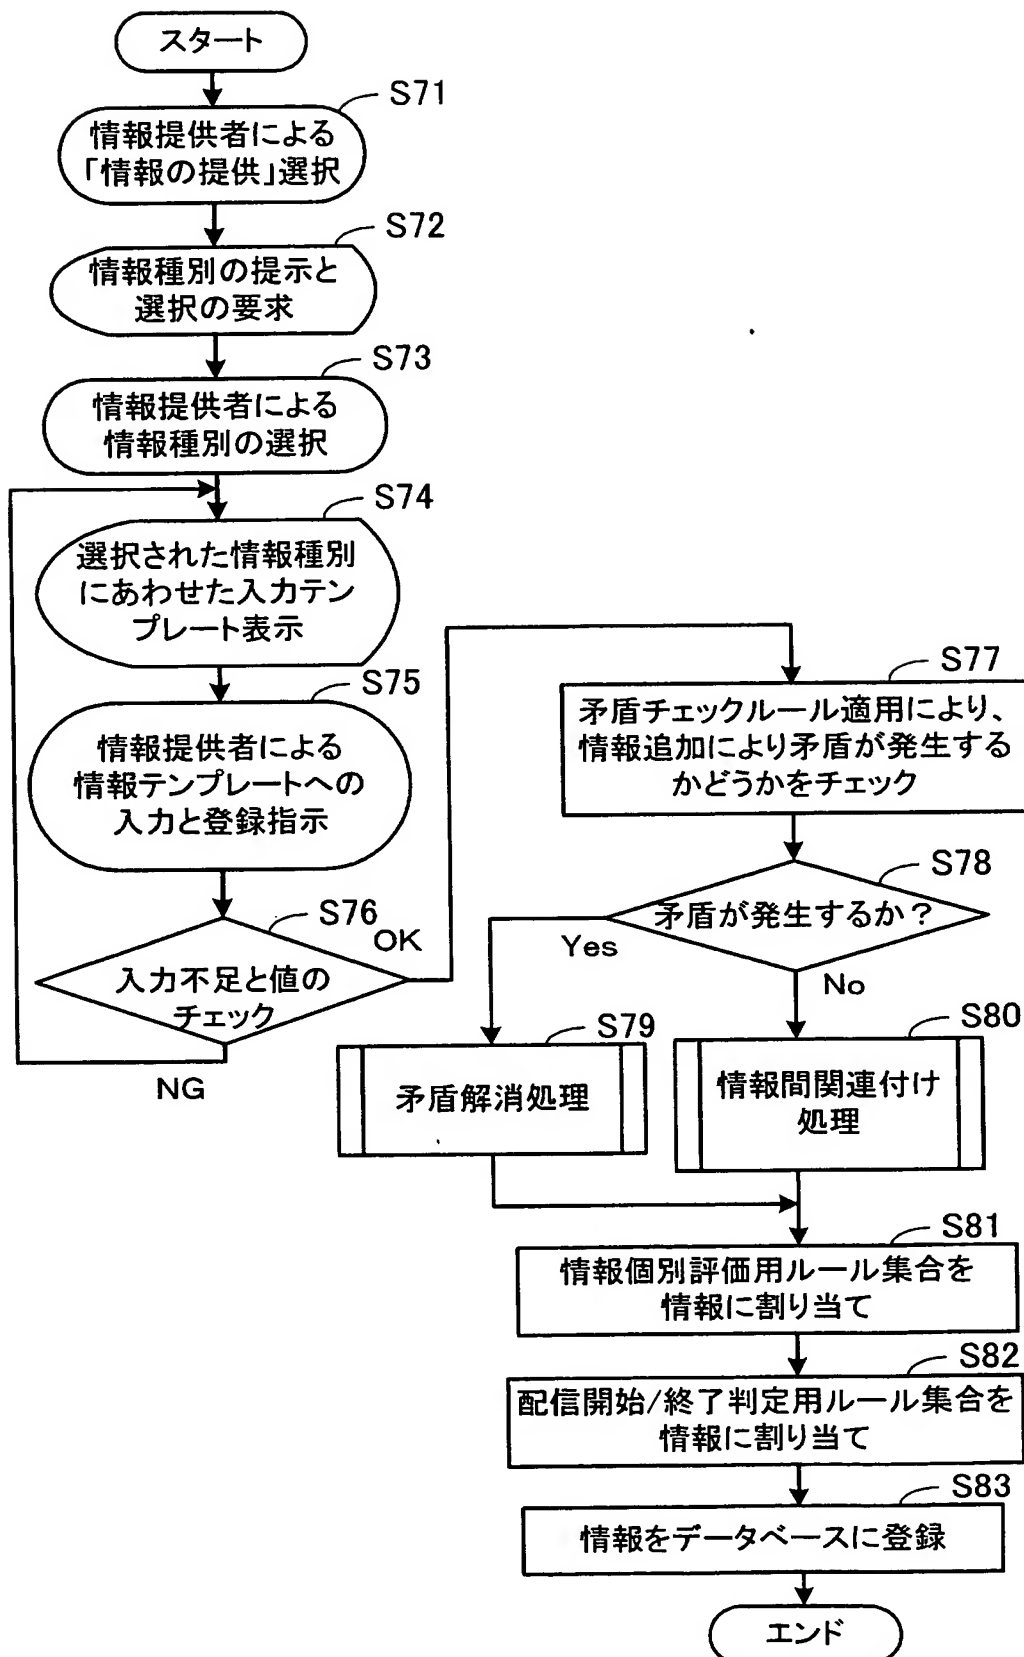 スタート
S71
情報提供者による
「情報の提供」選択
S72
情報種別の提示と
選択の要求
S73
情報提供者による
情報種別の選択
S74
選択された情報種別
にあわせた入力テン
プレート表示
S75
情報提供者による
情報テンプレートへの
入力と登録指示
S76
OK
入力不足と値の
チェック
NG
S77
矛盾チェックルール適用により、
情報追加により矛盾が発生する
かどうかをチェック
S78
矛盾が発生するか？
Yes
No
S79
矛盾解消処理
S80
情報間関連付け
処理
S81
情報個別評価用ルール集合を
情報に割り当て
S82
配信開始/終了判定用ルール集合を
情報に割り当て
S83
情報をデータベースに登録
エンド